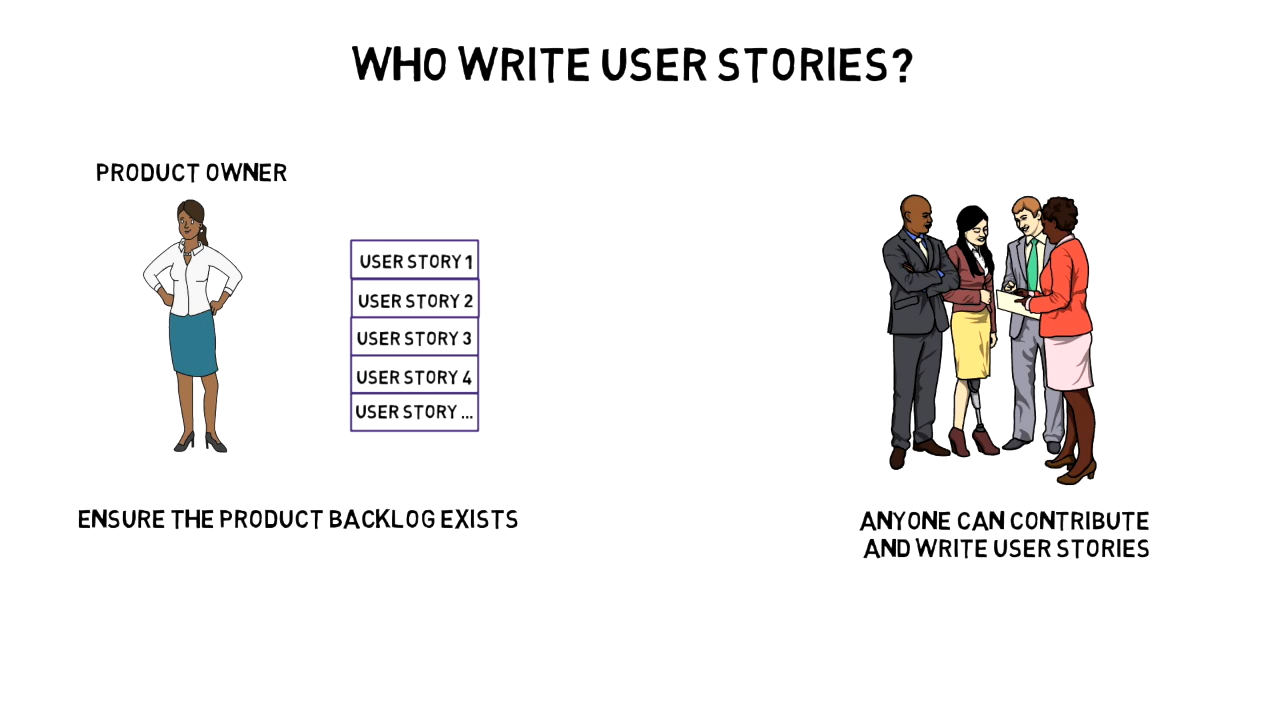 WHO WRITE USER STORIES?
PRODUCT OWNER
USER STORY 1
USER STORY 2
USER STORY 3
USER STORY 4
USER STORY ...
ENSURE THE PRODUCT BACKLOG EXISTS
ANYONE CAN CONTRIBUTE
AND WRITE USER STORIES